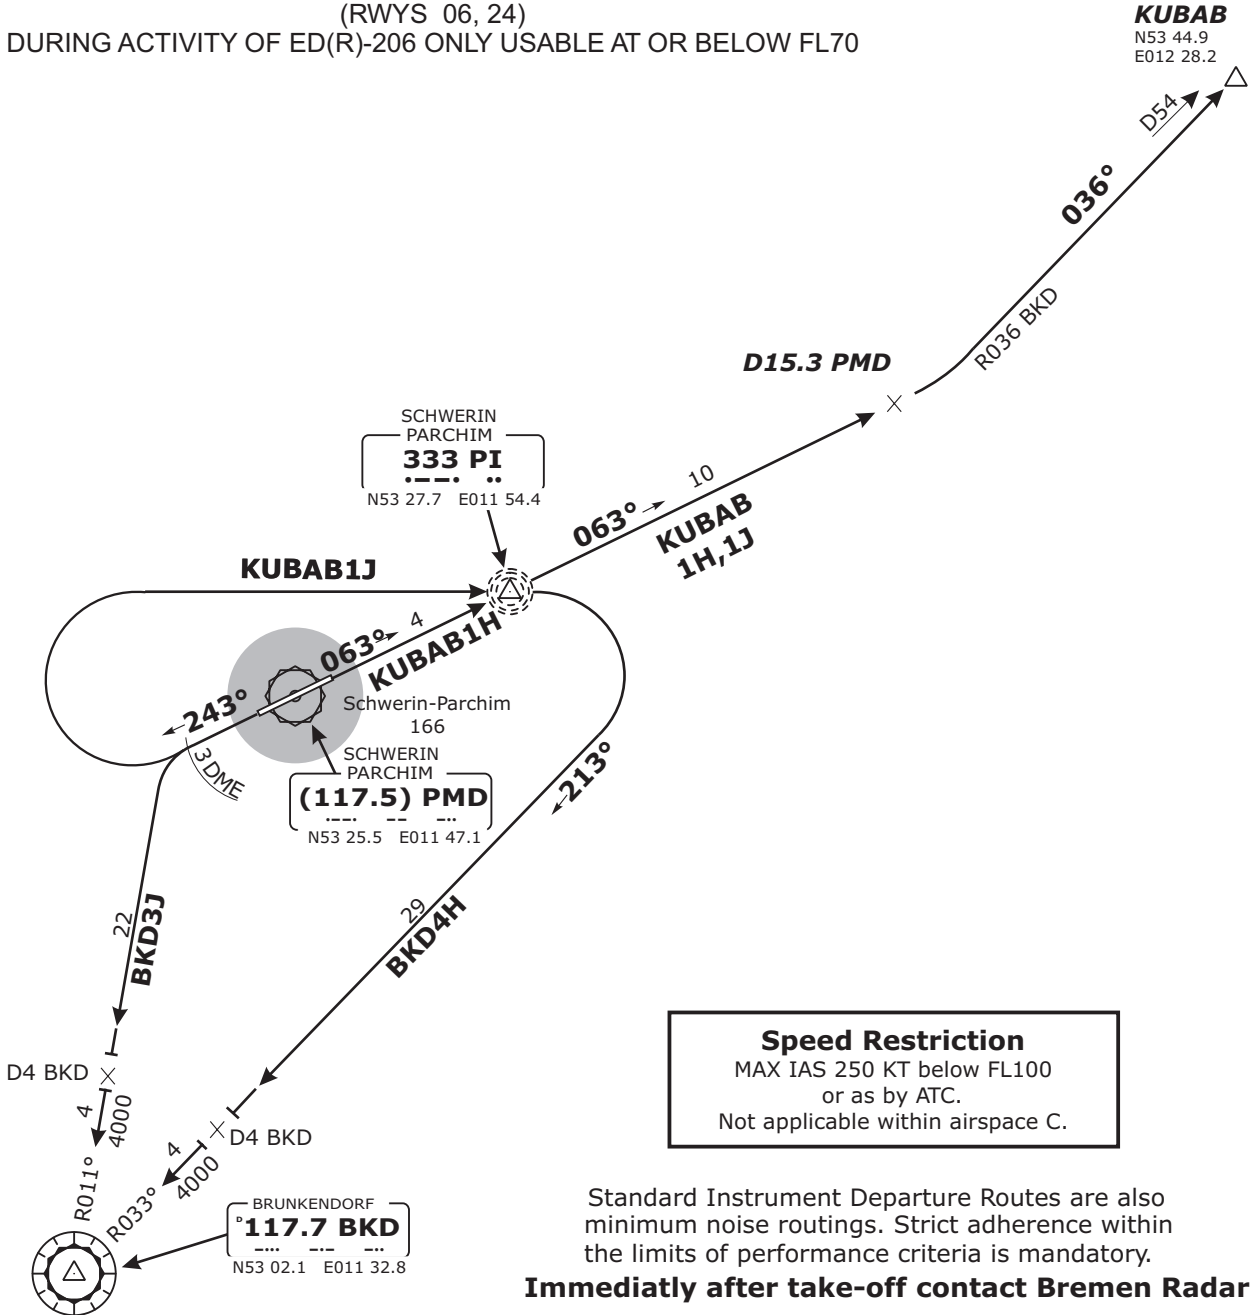 (RWYS 06, 24)
DURING ACTIVITY OF ED(R)-206 ONLY USABLE AT OR BELOW FL70
KUBAB
N53 44.9
E012 28.2
D54
036°
R036 BKD
D15.3 PMD
SCHWERIN
PARCHIM
333 PI
N53 27.7 E011 54.4
10
063°
KUBAB
1H,1J
KUBAB1J
063°
4
KUBAB1H
243°
3 DME
Schwerin-Parchim
166
SCHWERIN
PARCHIM
(117.5) PMD
N53 25.5 E011 47.1
213°
22
BKD3J
29
BKD4H
D4 BKD
4
4000
R011°
D4 BKD
4
4000
R033°
BRUNKENDORF
D 117.7 BKD
N53 02.1 E011 32.8
Speed Restriction
MAX IAS 250 KT below FL100
or as by ATC.
Not applicable within airspace C.
Standard Instrument Departure Routes are also
minimum noise routings. Strict adherence within
the limits of performance criteria is mandatory.
Immediatly after take-off contact Bremen Radar